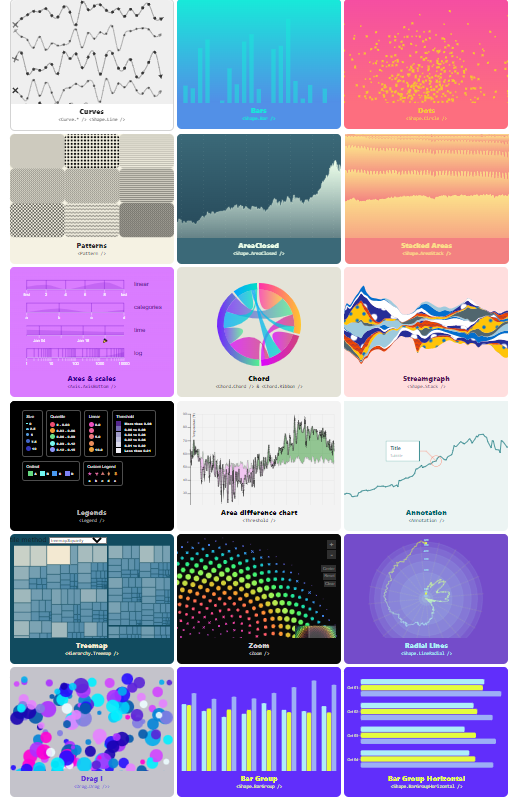 Curves
<Curve.* /> <Shape.Line />
Bars
<Shape.Bar />
Dots
<Shape.Circle />
Patterns
<Pattern />
AreaClosed
<Shape.AreaClosed />
Stacked Areas
<Shape.AreaStack />
linear
categories
time
log
Axes & scales
<Axis.AxisBottom />
Chord
<Chord.Chord /> & <Chord.Ribbon />
Streamgraph
<Shape.Stack />
Size
Quantile
Linear
Threshold
Ordinal
Custom Legend
Legends
<Legend />
Area difference chart
<Threshold />
Title
Annotation
<Annotation />
Treemap
<Hierarchy.Treemap />
Zoom
<Zoom />
Radial Lines
<Shape.LineRadial />
Drag I
<Drag.Drag />
Bar Group
<Shape.BarGroup />
Bar Group Horizontal
<Shape.BarGroupHorizontal />